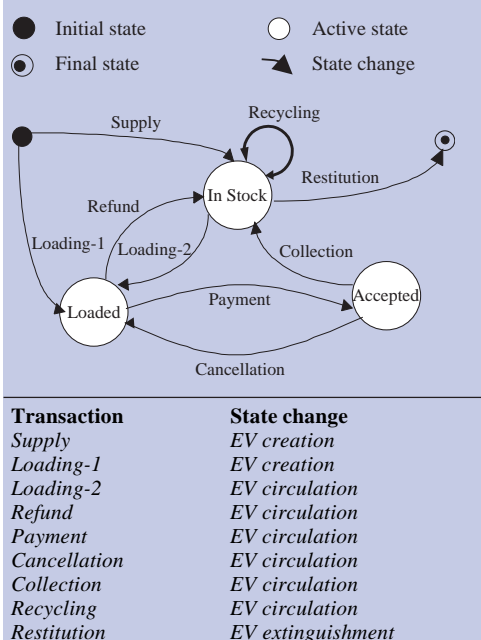 Initial state Active state
Final state State change
Recycling
Supply
Restitution
In Stock
Refund
Loading-1 Loading-2 Collection
Payment Accepted
Loaded
Cancellation
Transaction State change
Supply EV creation
Loading-1 EV creation
Loading-2 EV circulation
Refund EV circulation
Payment EV circulation
Cancellation EV circulation
Collection EV circulation
Recycling EV circulation
Restitution EV extinguishment